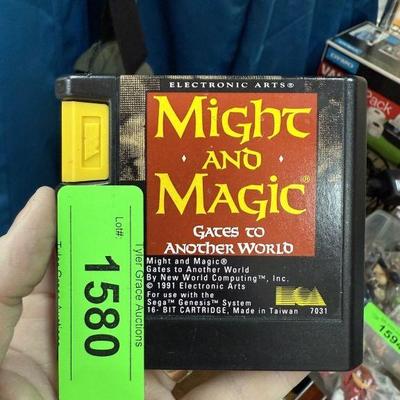 ELECTRONIC ARTS®
MIGHT
AND
MAGIC®
GATES TO
ANOTHER WORLD
Might and Magic®
Gates to Another World
By New World Computing™, Inc.
© 1991 Electronic Arts
For use with the
Sega™ Genesis™ System
16-BIT CARTRIDGE, Made in Taiwan 7031
Lot#:
1580
Tyler Grace Auctions
Pack
1594